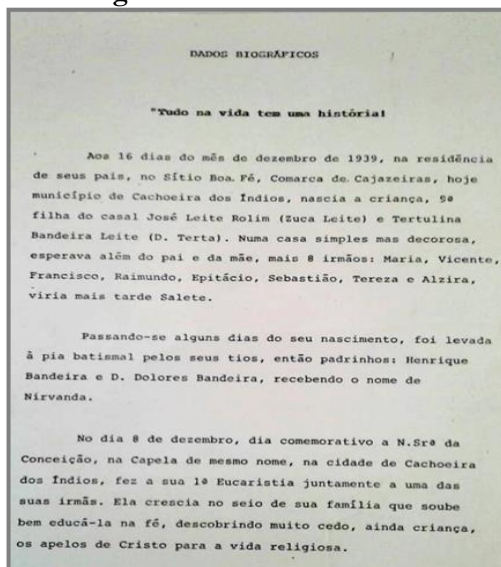 DADOS BIOGRÁFICOS
"Tudo na vida tem uma história!
Aos 16 dias do mês de dezembro de 1939, na residência
de seus pais, no Sítio Boa Fé, Comarca de Cajazeiras, hoje
município de Cachoeira dos Índios, nascia a criança, 9ª
filha do casal José Leite Rolim (Zuca Leite) e Tertulina
Bandeira Leite (D. Terta). Numa casa simples mas decorosa,
esperava além do pai e da mãe, mais 8 irmãos: Maria, Vicente,
Francisco, Raimundo, Epitácio, Sebastião, Tereza e Alzira,
viria mais tarde Salete.
Passando-se alguns dias do seu nascimento, foi levada
à pia batismal pelos seus tios, então padrinhos: Henrique
Bandeira e D. Dolores Bandeira, recebendo o nome de
Nirvanda.
No dia 8 de dezembro, dia comemorativo a N.Srª da
Conceição, na Capela de mesmo nome, na cidade de Cachoeira
dos Índios, fez a sua 1ª Eucaristia juntamente a uma das
suas irmãs. Ela crescia no seio de sua família que soube
bem educá-la na fé, descobrindo muito cedo, ainda criança,
os apelos de Cristo para a vida religiosa.